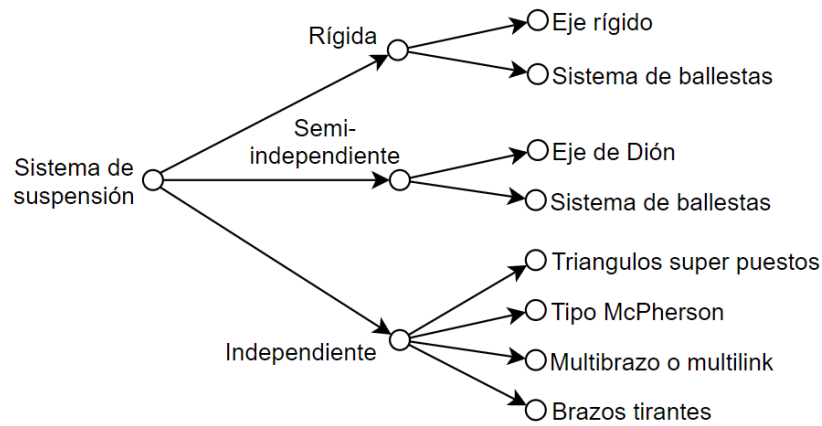 Rígida
Eje rígido
Sistema de ballestas
Semi-
independiente
Eje de Dión
Sistema de ballestas
Sistema de
suspensión
Triangulos super puestos
Tipo McPherson
Independiente
Multibrazo o multilink
Brazos tirantes